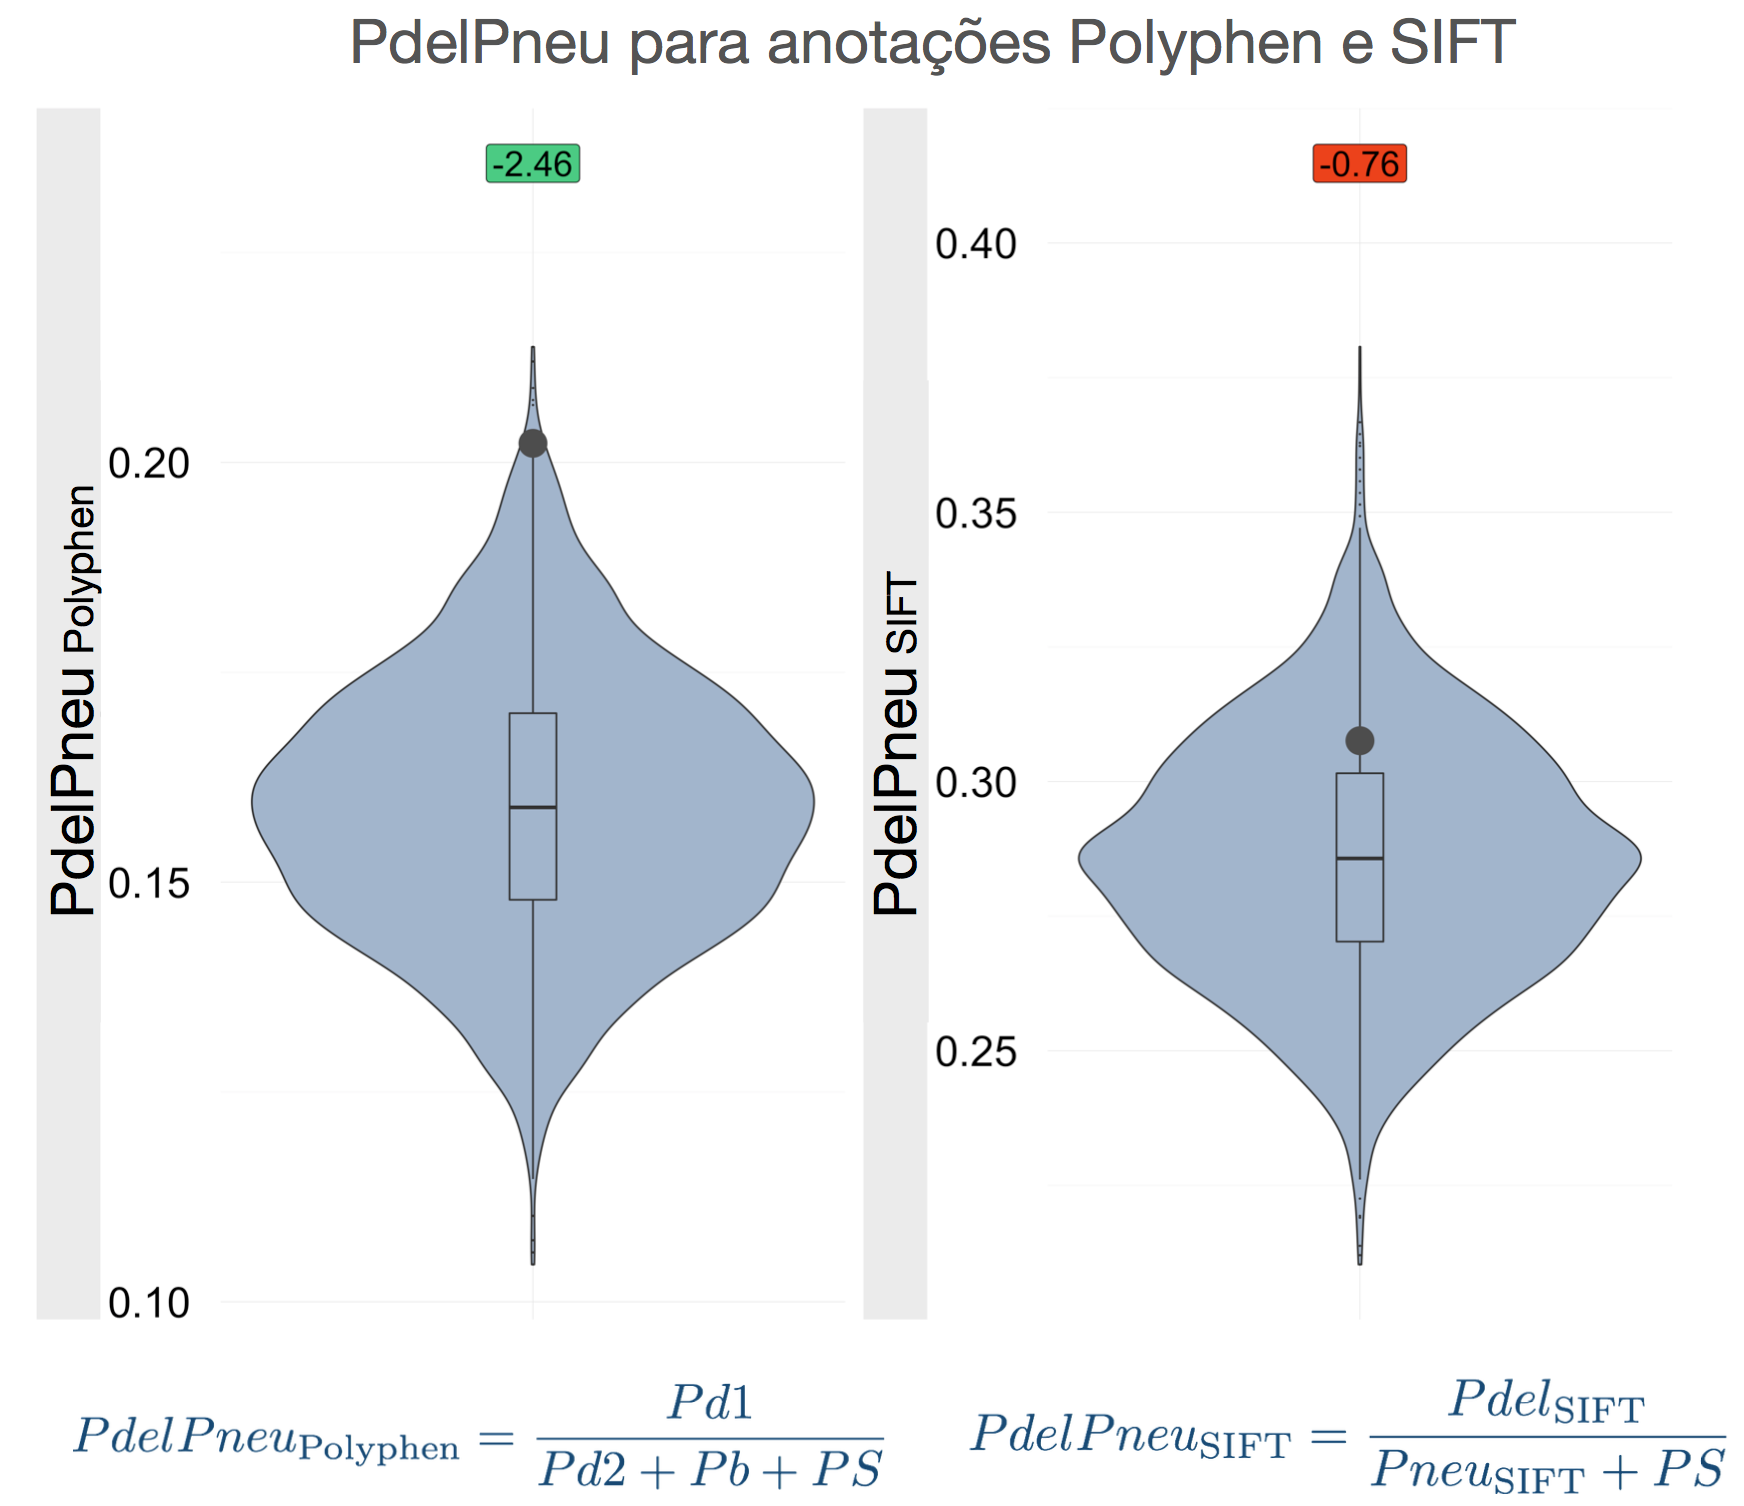 PdelPneu para anotações Polyphen e SIFT
PdelPneu Polyphen
-2.46
0.20
0.15
0.10
PdelPneu SIFT
-0.76
0.40
0.35
0.30
0.25
PdelPneu_Polyphen = Pd1 / (Pd2 + Pb + PS)
PdelPneu_SIFT = Pdel_SIFT / (Pneu_SIFT + PS)